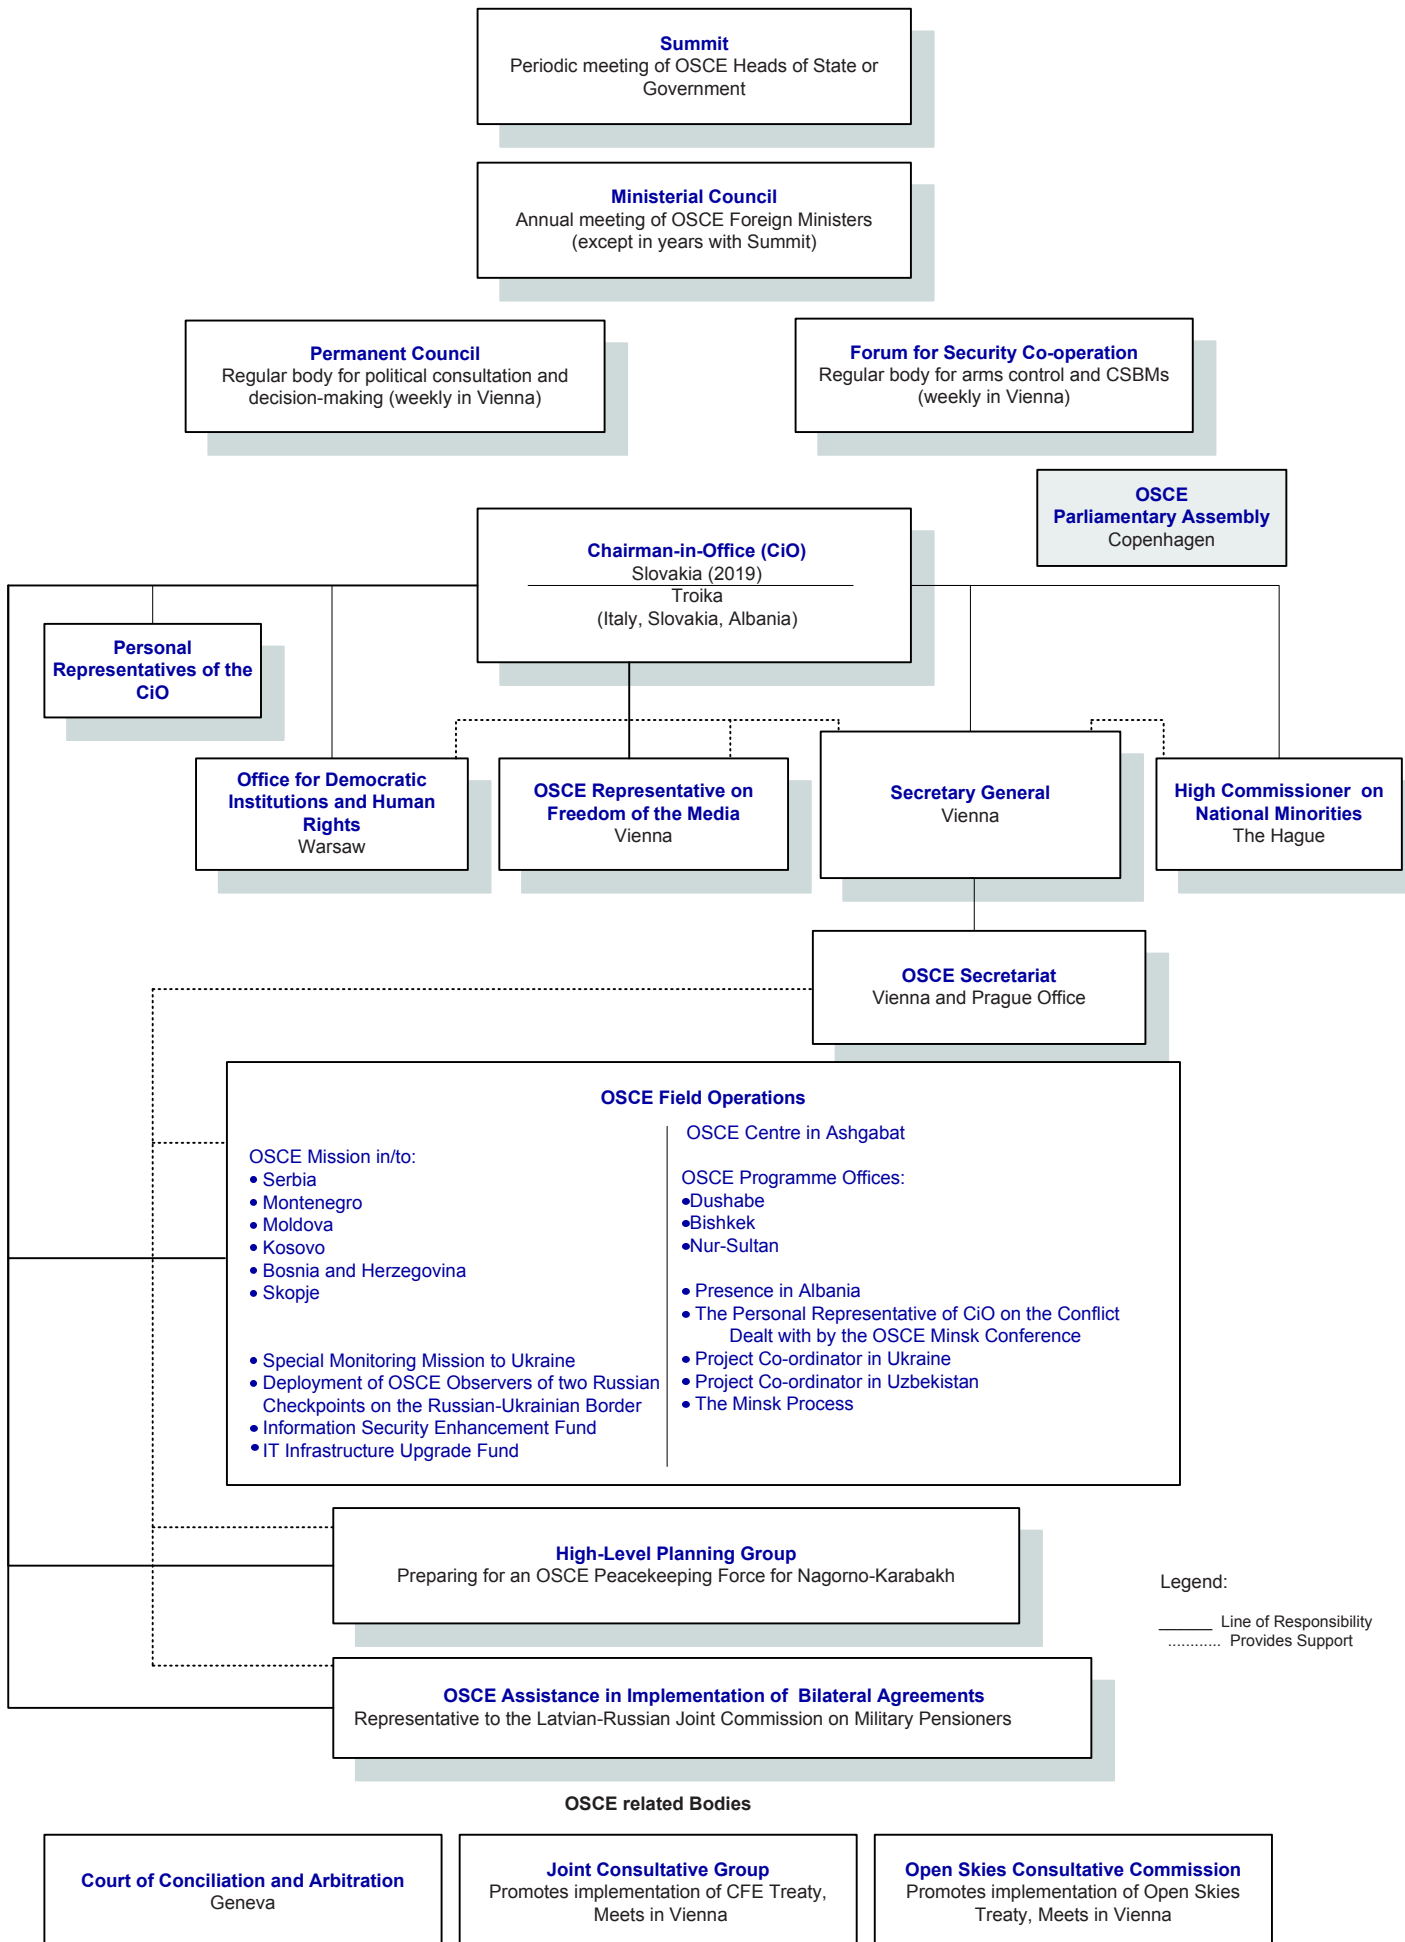 Summit
Periodic meeting of OSCE Heads of State or
Government
Ministerial Council
Annual meeting of OSCE Foreign Ministers
(except in years with Summit)
Permanent Council
Regular body for political consultation and
decision-making (weekly in Vienna)
Forum for Security Co-operation
Regular body for arms control and CSBMs
(weekly in Vienna)
OSCE
Parliamentary Assembly
Copenhagen
Chairman-in-Office (CiO)
Slovakia (2019)
Troika
(Italy, Slovakia, Albania)
Personal
Representatives of the
CiO
Office for Democratic
Institutions and Human
Rights
Warsaw
OSCE Representative on
Freedom of the Media
Vienna
Secretary General
Vienna
High Commissioner on
National Minorities
The Hague
OSCE Secretariat
Vienna and Prague Office
OSCE Field Operations
OSCE Mission in/to:
• Serbia
• Montenegro
• Moldova
• Kosovo
• Bosnia and Herzegovina
• Skopje
• Special Monitoring Mission to Ukraine
• Deployment of OSCE Observers of two Russian
Checkpoints on the Russian-Ukrainian Border
• Information Security Enhancement Fund
• IT Infrastructure Upgrade Fund
OSCE Centre in Ashgabat
OSCE Programme Offices:
•Dushabe
•Bishkek
•Nur-Sultan
• Presence in Albania
• The Personal Representative of CiO on the Conflict
Dealt with by the OSCE Minsk Conference
• Project Co-ordinator in Ukraine
• Project Co-ordinator in Uzbekistan
• The Minsk Process
High-Level Planning Group
Preparing for an OSCE Peacekeeping Force for Nagorno-Karabakh
Legend:
______ Line of Responsibility
............ Provides Support
OSCE Assistance in Implementation of Bilateral Agreements
Representative to the Latvian-Russian Joint Commission on Military Pensioners
OSCE related Bodies
Court of Conciliation and Arbitration
Geneva
Joint Consultative Group
Promotes implementation of CFE Treaty,
Meets in Vienna
Open Skies Consultative Commission
Promotes implementation of Open Skies
Treaty, Meets in Vienna